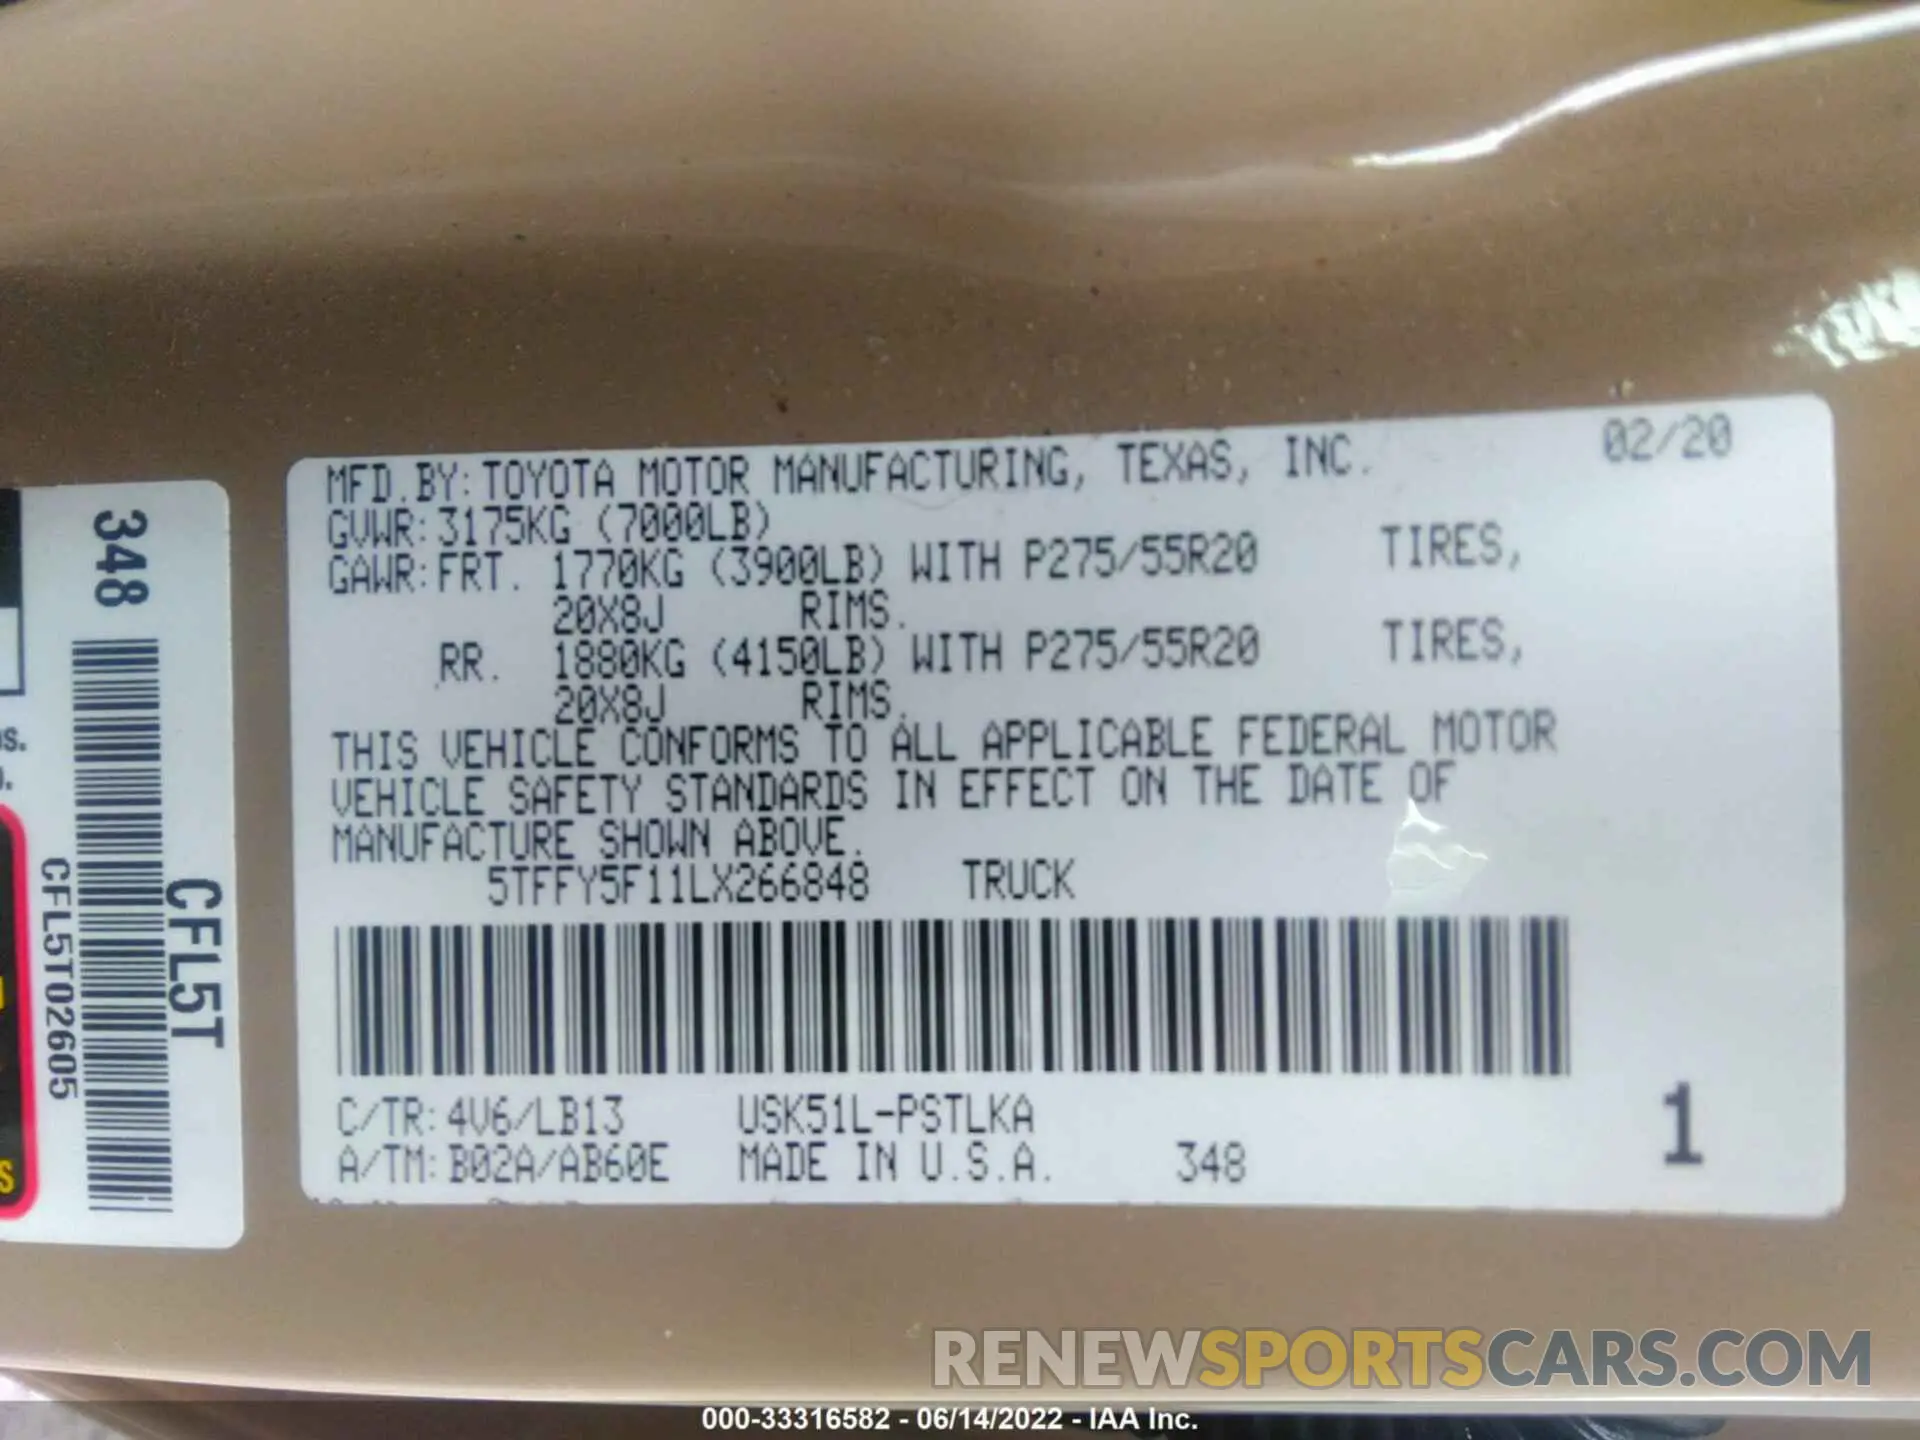 MFD.BY:TOYOTA MOTOR MANUFACTURING, TEXAS, INC. 02/20
GVWR:3175KG (7000LB)
GAWR:FRT. 1770KG (3900LB) WITH P275/55R20 TIRES,
20X8J RIMS.
RR. 1880KG (4150LB) WITH P275/55R20 TIRES,
20X8J RIMS.
THIS VEHICLE CONFORMS TO ALL APPLICABLE FEDERAL MOTOR
VEHICLE SAFETY STANDARDS IN EFFECT ON THE DATE OF
MANUFACTURE SHOWN ABOVE.
5TFFY5F11LX266848 TRUCK
C/TR:4V6/LB13 USK51L-PSTLKA
A/TM:B02A/AB60E MADE IN U.S.A. 348
1
348
CFL5T
CFL5T02605
RENEWSPORTSCARS.COM
000-33316582 - 06/14/2022 - IAA Inc.